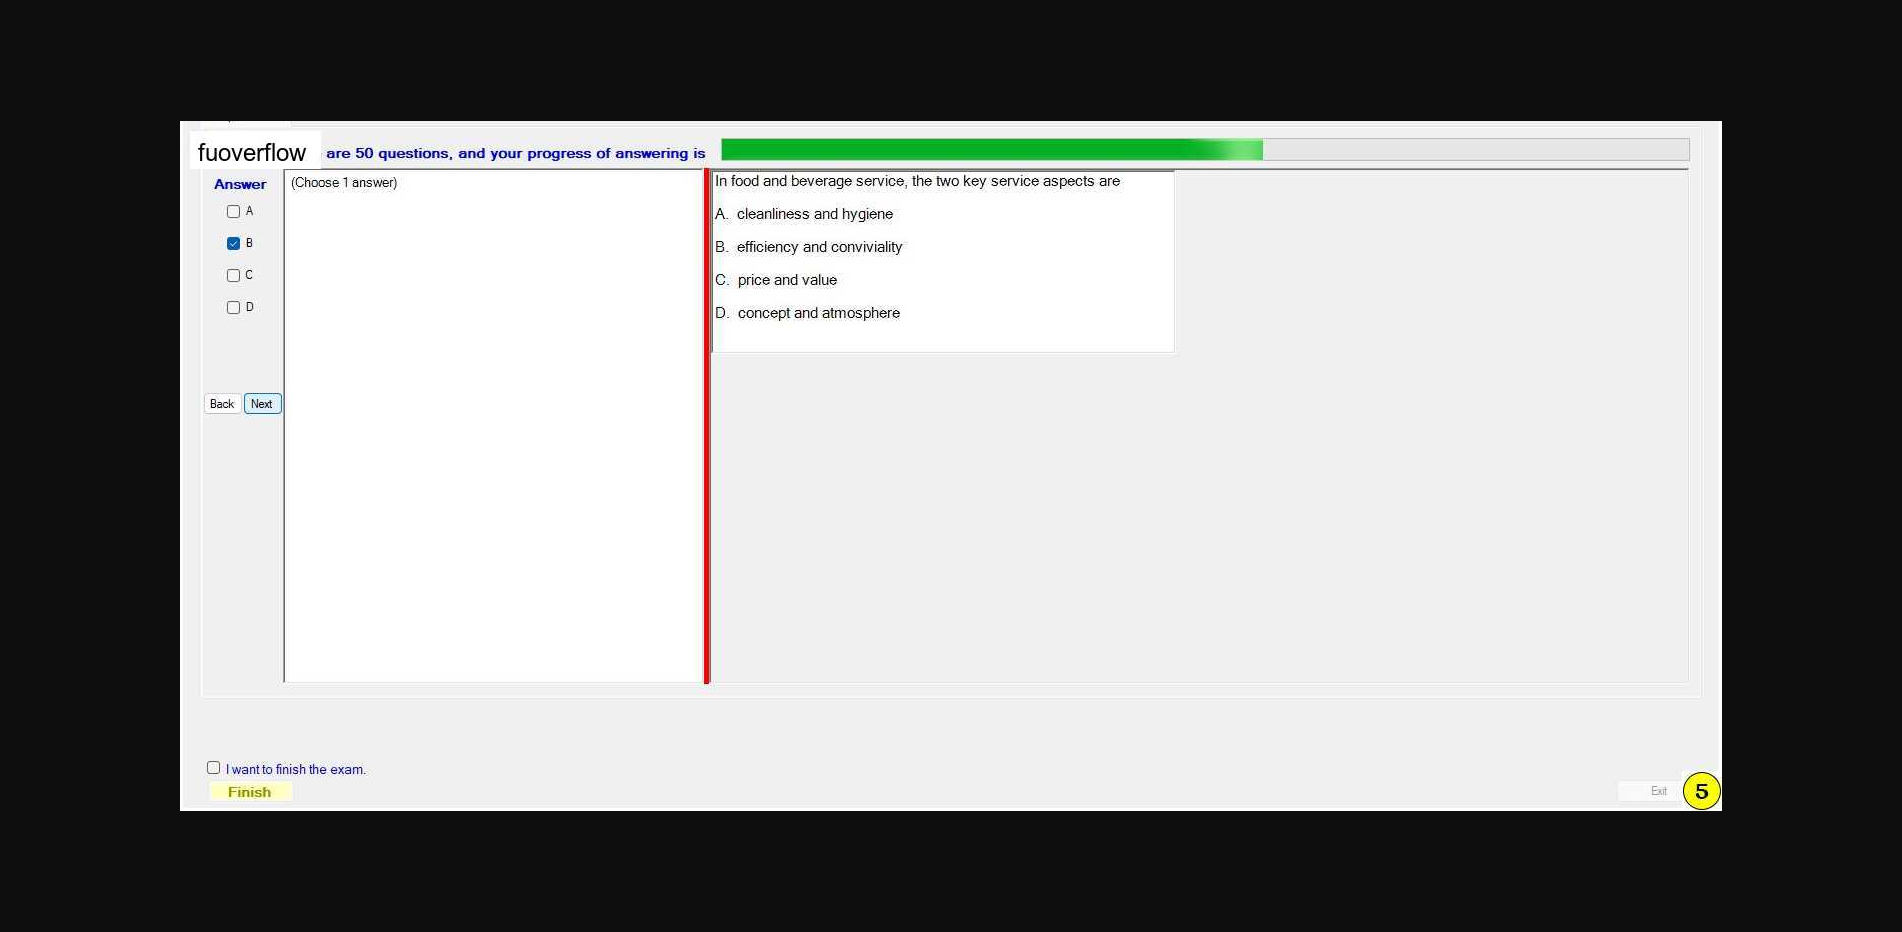 fuoverflow are 50 questions, and your progress of answering is
Answer
(Choose 1 answer)
A
B
C
D
Back Next
In food and beverage service, the two key service aspects are
A. cleanliness and hygiene
B. efficiency and conviviality
C. price and value
D. concept and atmosphere
I want to finish the exam.
Finish
Exit
5